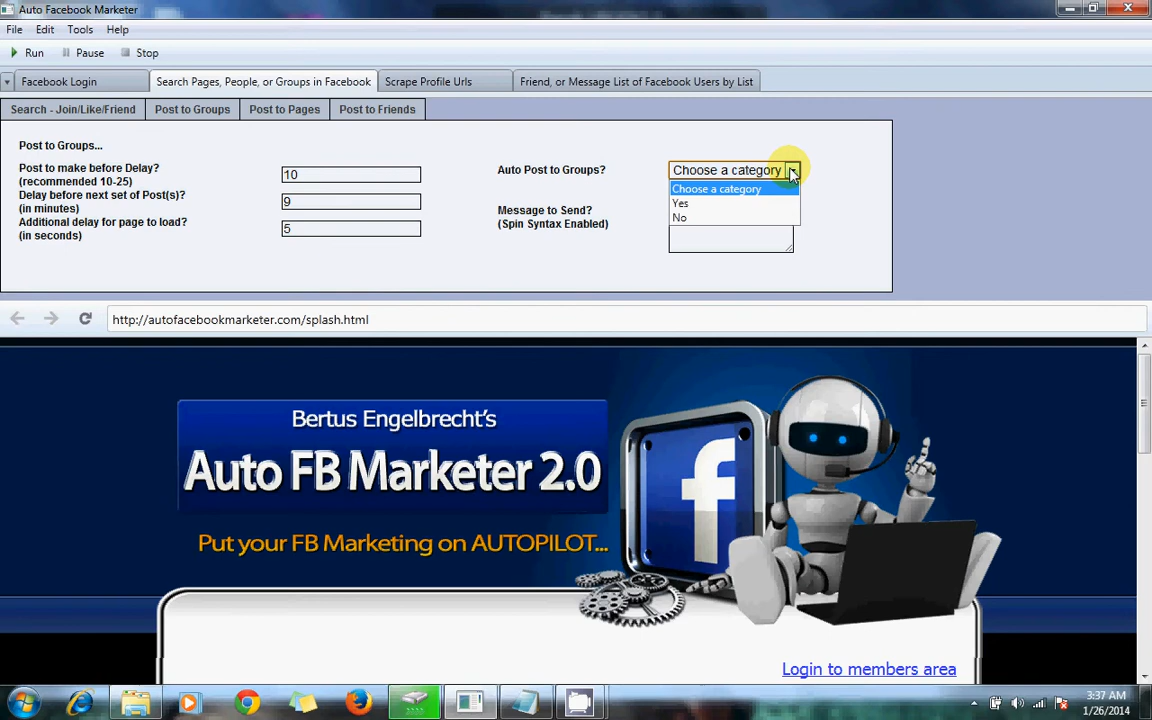 Auto Facebook Marketer
File Edit Tools Help
Run Pause Stop
Facebook Login Search Pages, People, or Groups in Facebook Scrape Profile Urls Friend, or Message List of Facebook Users by List
Search - Join/Like/Friend Post to Groups Post to Pages Post to Friends
Post to Groups...
Post to make before Delay?
(recommended 10-25)
10
Delay before next set of Post(s)?
(in minutes)
9
Additional delay for page to load?
(in seconds)
5
Auto Post to Groups?
Choose a category
Choose a category
Yes
No
Message to Send?
(Spin Syntax Enabled)
http://autofacebookmarketer.com/splash.html
Bertus Engelbrecht's
Auto FB Marketer 2.0
Put your FB Marketing on AUTOPILOT...
f
Login to members area
3:37 AM
1/26/2014